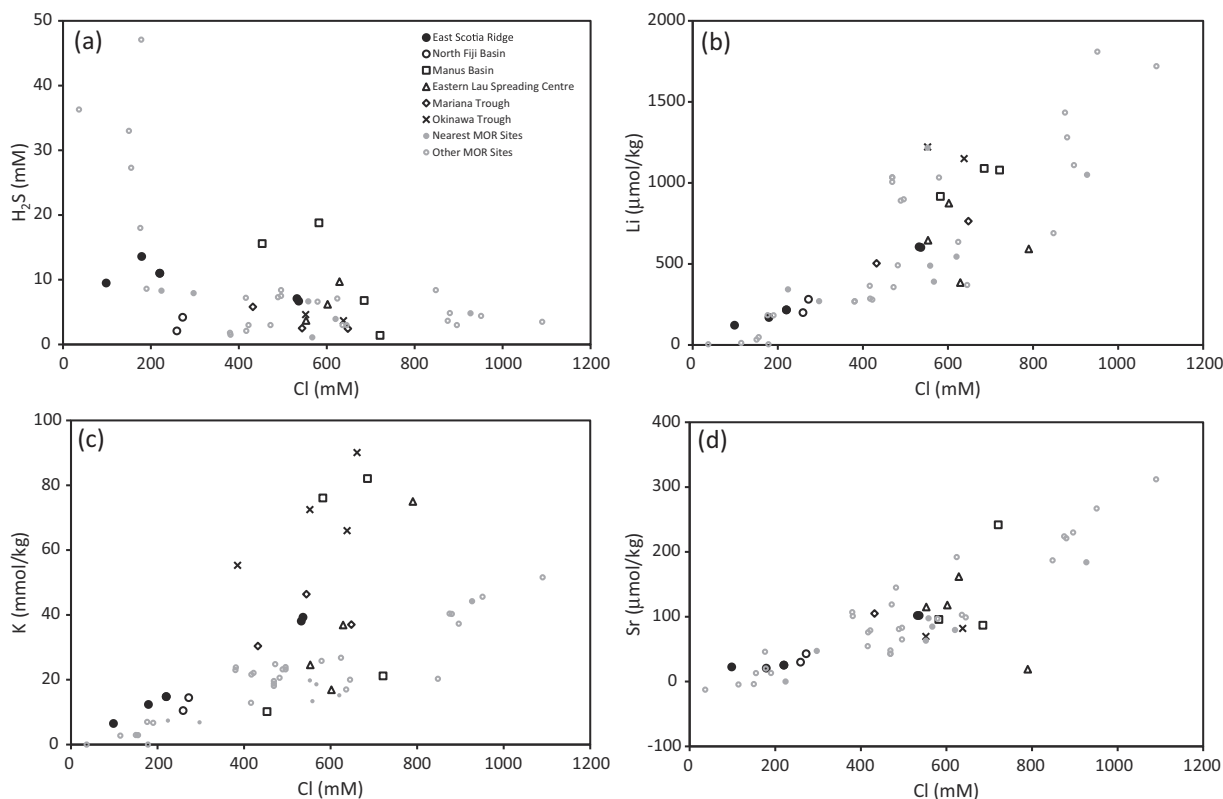 (a)
50
40
30
20
10
0
H₂S (mM)
0 200 400 600 800 1000 1200
Cl (mM)
East Scotia Ridge
North Fiji Basin
Manus Basin
Eastern Lau Spreading Centre
Mariana Trough
Okinawa Trough
Nearest MOR Sites
Other MOR Sites
(b)
2000
1500
1000
500
0
Li (μmol/kg)
0 200 400 600 800 1000 1200
Cl (mM)
(c)
100
80
60
40
20
0
K (mmol/kg)
0 200 400 600 800 1000 1200
Cl (mM)
(d)
400
300
200
100
0
-100
Sr (μmol/kg)
0 200 400 600 800 1000 1200
Cl (mM)